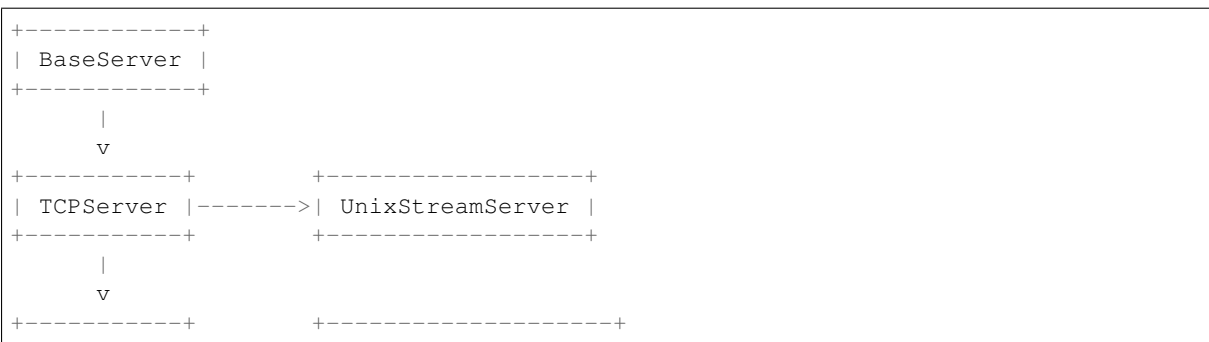 +------------+
| BaseServer |
+------------+
      |
      v
+-----------+        +------------------+
| TCPServer |------->| UnixStreamServer |
+-----------+        +------------------+
      |
      v
+-----------+        +--------------------+